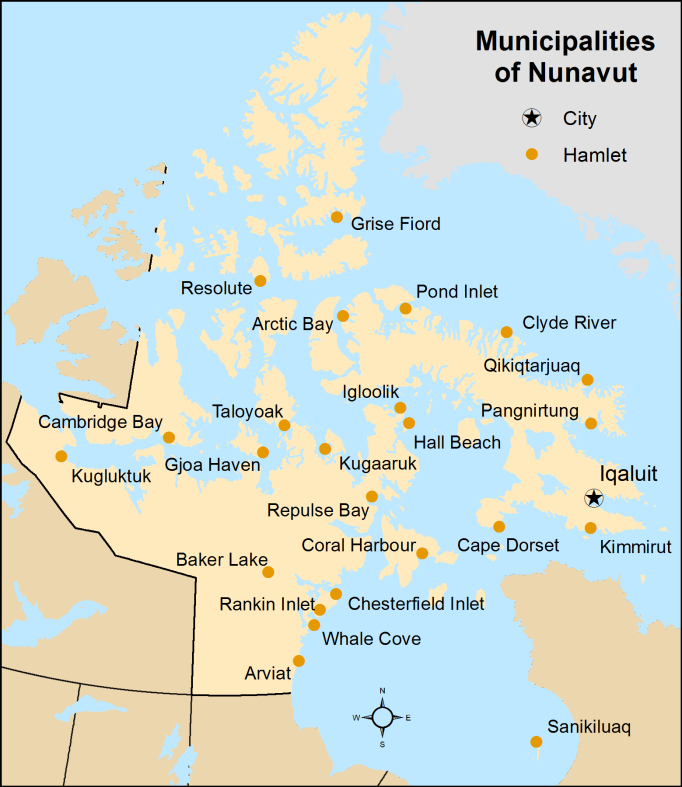 Municipalities
of Nunavut
City
Hamlet
Grise Fiord
Resolute
Pond Inlet
Arctic Bay
Clyde River
Qikiqtarjuaq
Igloolik
Pangnirtung
Taloyoak
Cambridge Bay
Hall Beach
Gjoa Haven
Kugaaruk
Kugluktuk
Iqaluit
Repulse Bay
Coral Harbour
Cape Dorset
Kimmirut
Baker Lake
Rankin Inlet
Chesterfield Inlet
Whale Cove
Arviat
N
W
E
S
Sanikiluaq